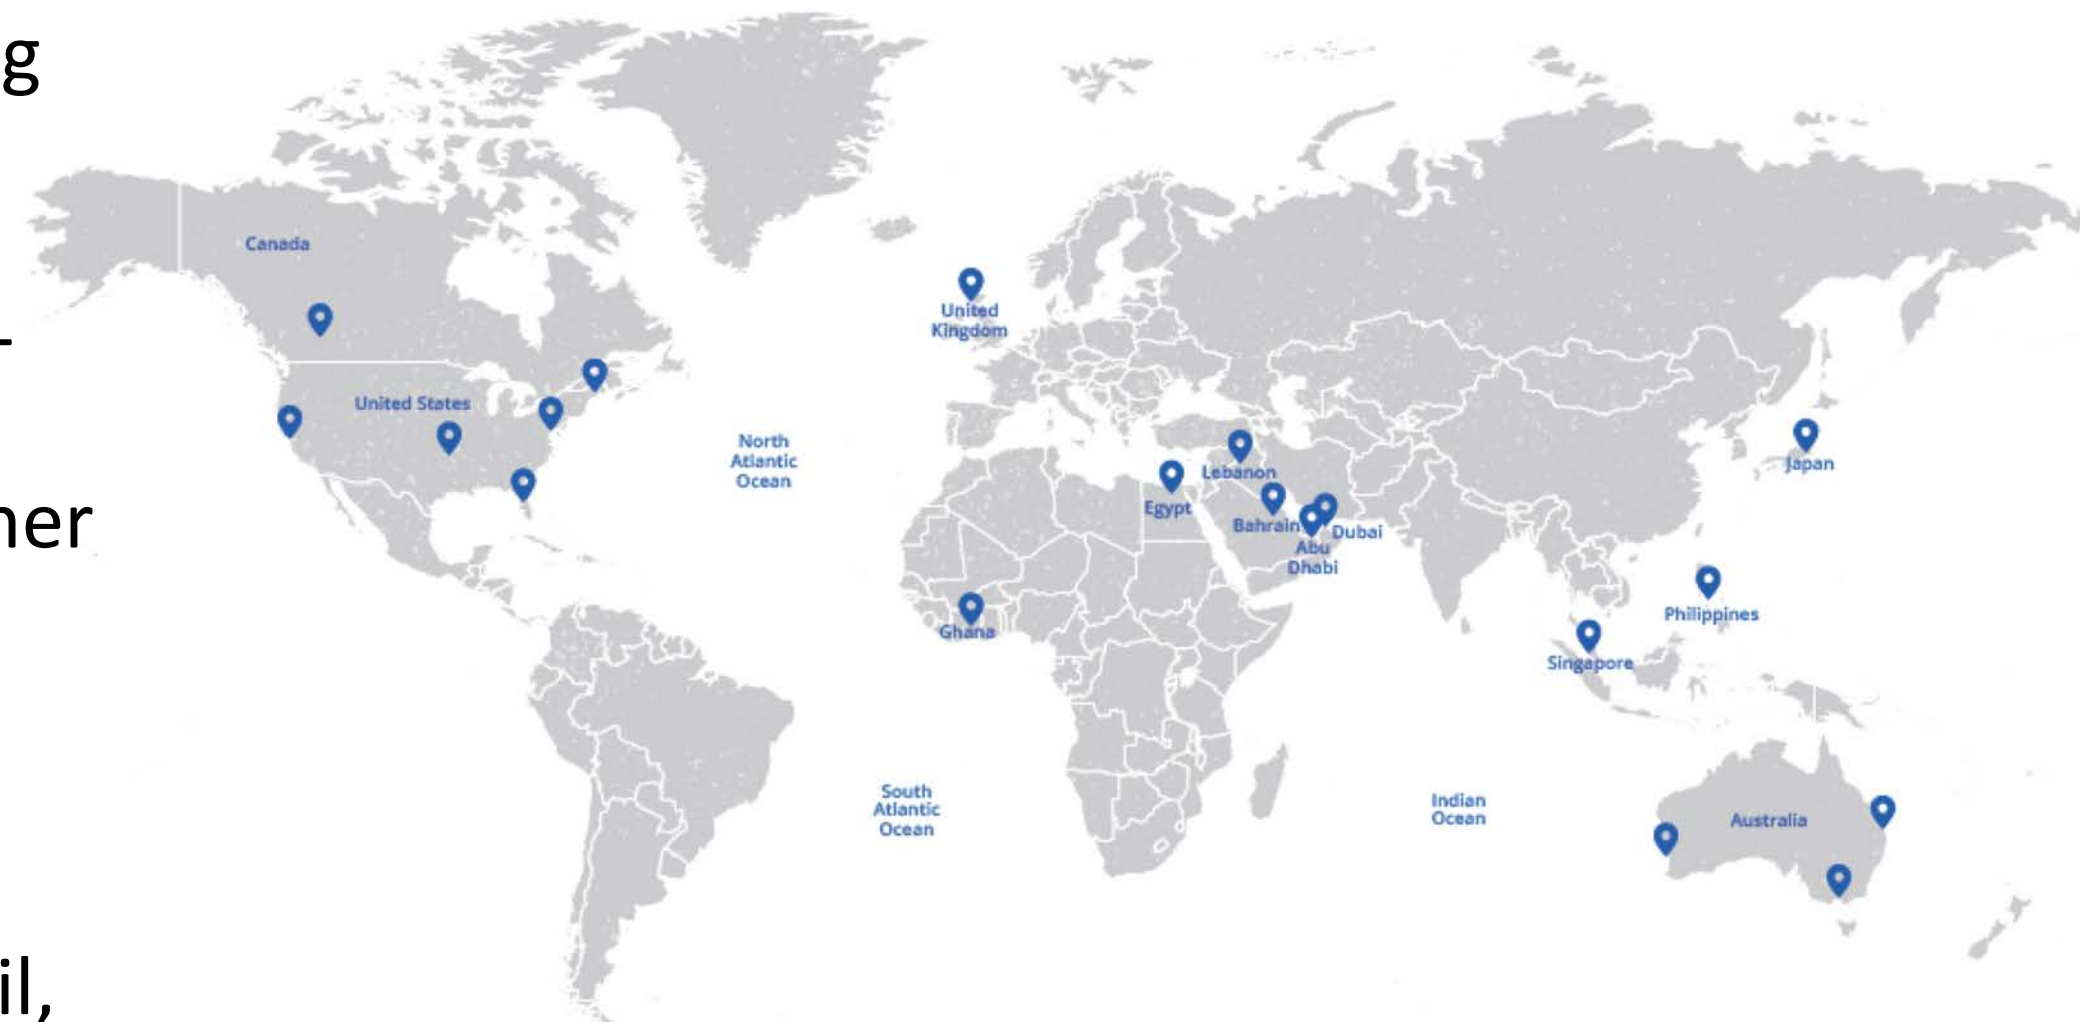 g
-
ner
il,
Canada
United States
North
Atlantic
Ocean
United
Kingdom
Lebanon
Egypt
Bahrain
Dubai
Abu
Dhabi
Ghana
Japan
Philippines
Singapore
South
Atlantic
Ocean
Indian
Ocean
Australia